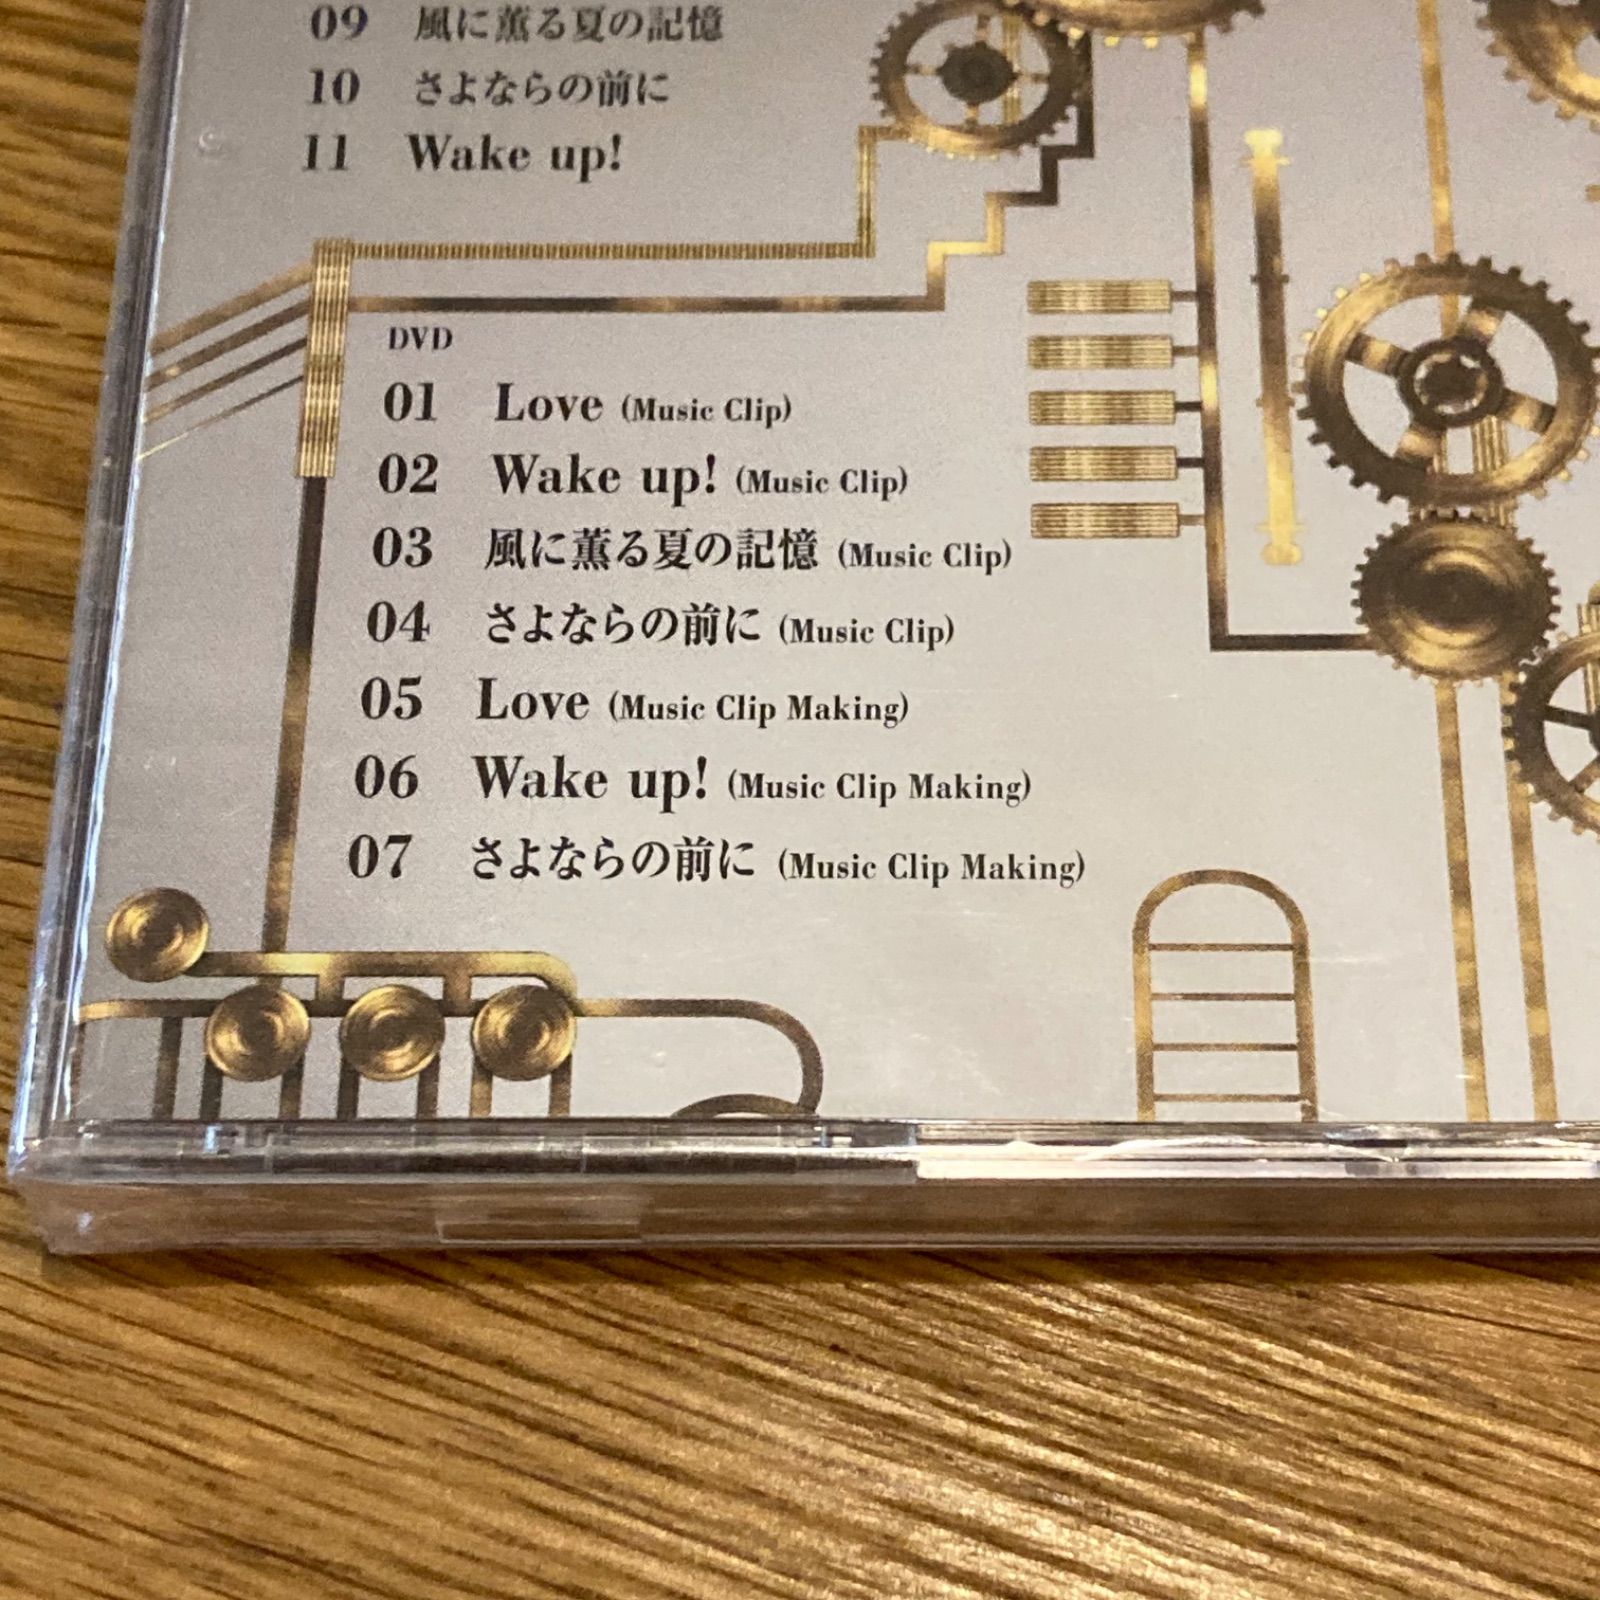 09 風に薫る夏の記憶
10 さよならの前に
11 Wake up!
DVD
01 Love (Music Clip)
02 Wake up! (Music Clip)
03 風に薫る夏の記憶 (Music Clip)
04 さよならの前に (Music Clip)
05 Love (Music Clip Making)
06 Wake up! (Music Clip Making)
07 さよならの前に (Music Clip Making)